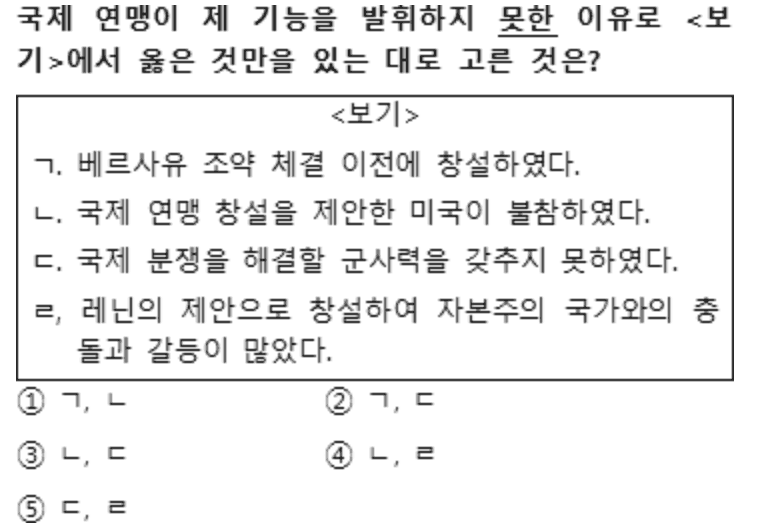 국제 연맹이 제 기능을 발휘하지 못한 이유로 <보
기>에서 옳은 것만을 있는 대로 고른 것은?
<보기>
ㄱ. 베르사유 조약 체결 이전에 창설하였다.
ㄴ. 국제 연맹 창설을 제안한 미국이 불참하였다.
ㄷ. 국제 분쟁을 해결할 군사력을 갖추지 못하였다.
ㄹ, 레닌의 제안으로 창설하여 자본주의 국가와의 충
돌과 갈등이 많았다.
① ㄱ, ㄴ ② ㄱ, ㄷ
③ ㄴ, ㄷ ④ ㄴ, ㄹ
⑤ ㄷ, ㄹ